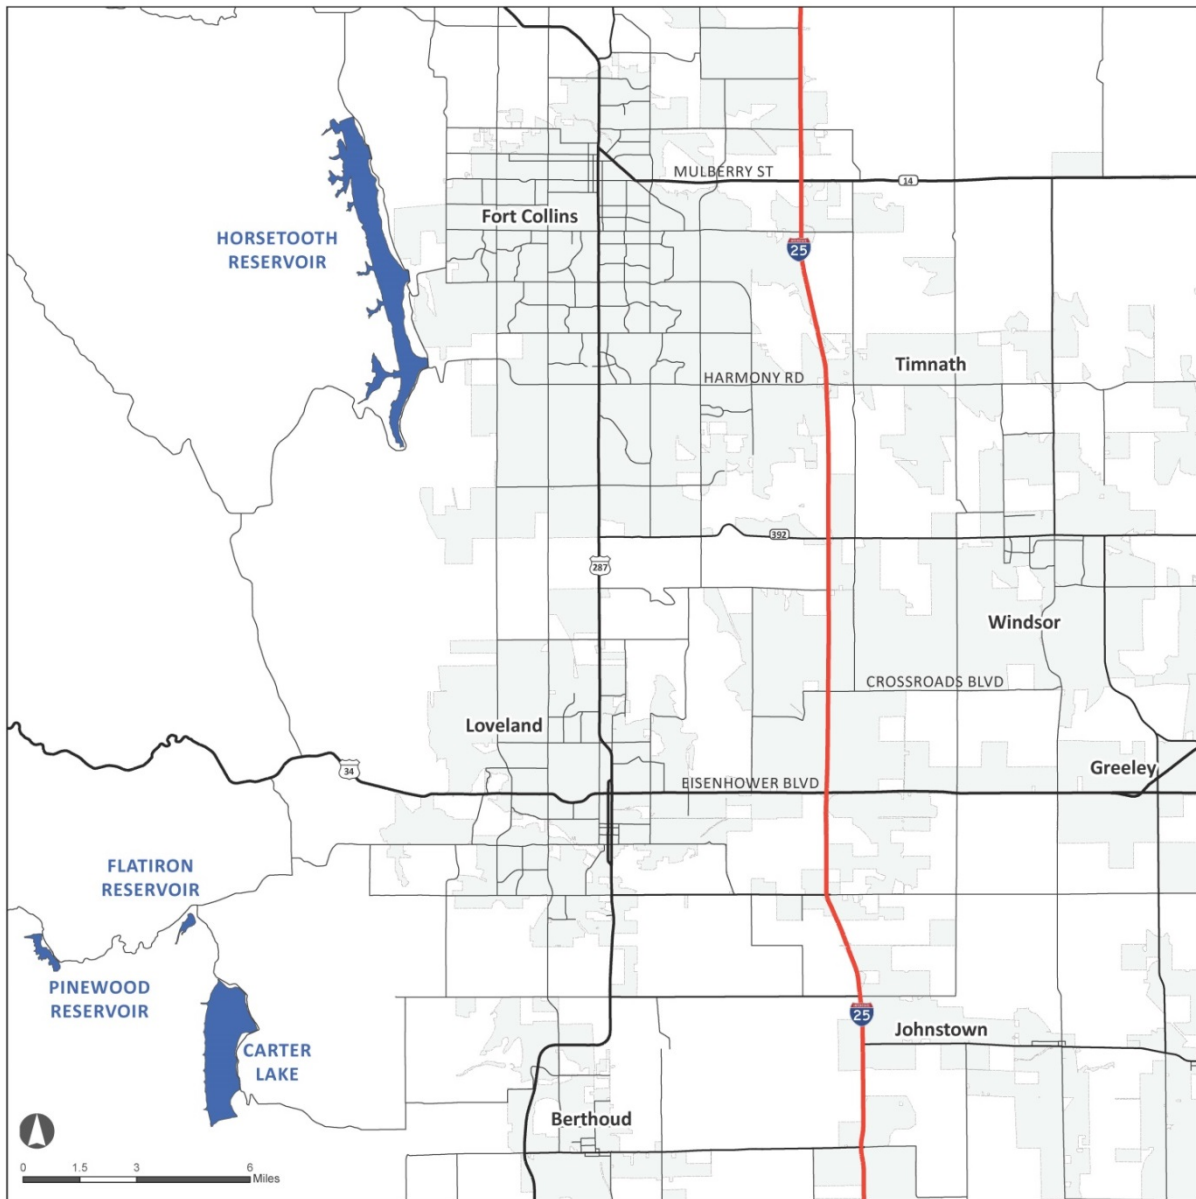 MULBERRY ST
14
Fort Collins
HORSETOOTH
RESERVOIR
25
Timnath
HARMONY RD
392
287
Windsor
CROSSROADS BLVD
Loveland
34
Greeley
EISENHOWER BLVD
FLATIRON
RESERVOIR
PINEWOOD
RESERVOIR
25
Johnstown
CARTER
LAKE
Berthoud
0 1.5 3 6
Miles